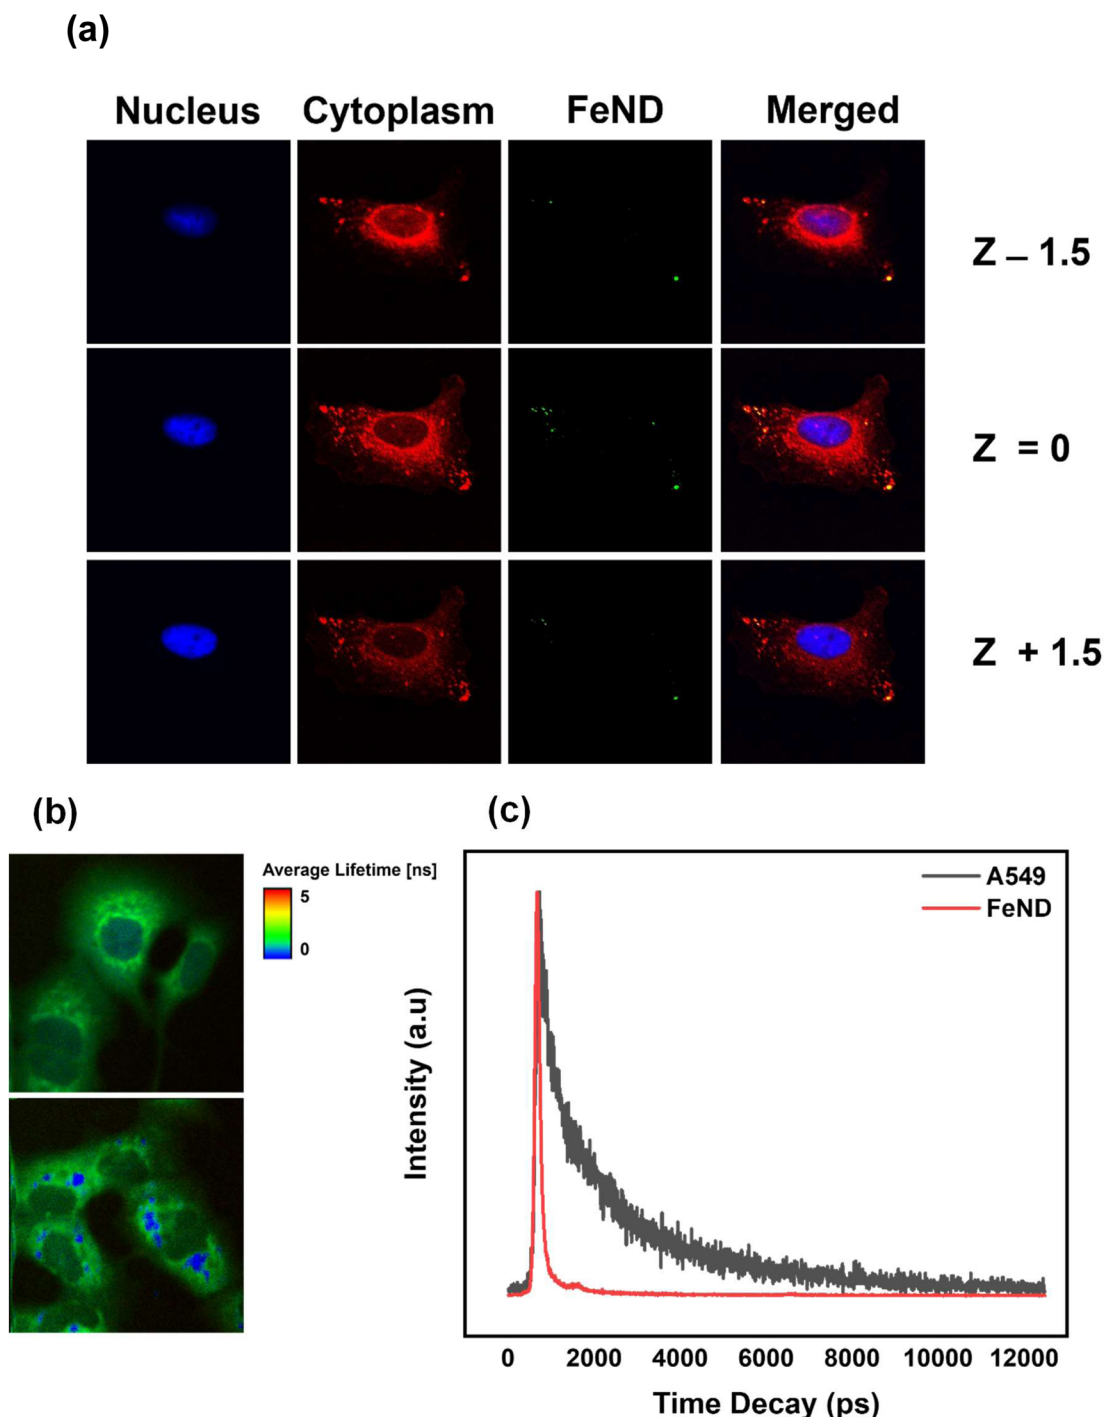 (a)
Nucleus Cytoplasm FeND Merged
Z – 1.5
Z = 0
Z + 1.5
(b)
(c)
Average Lifetime [ns]
5
0
A549
FeND
Intensity (a.u)
0 2000 4000 6000 8000 10000 12000
Time Decay (ps)